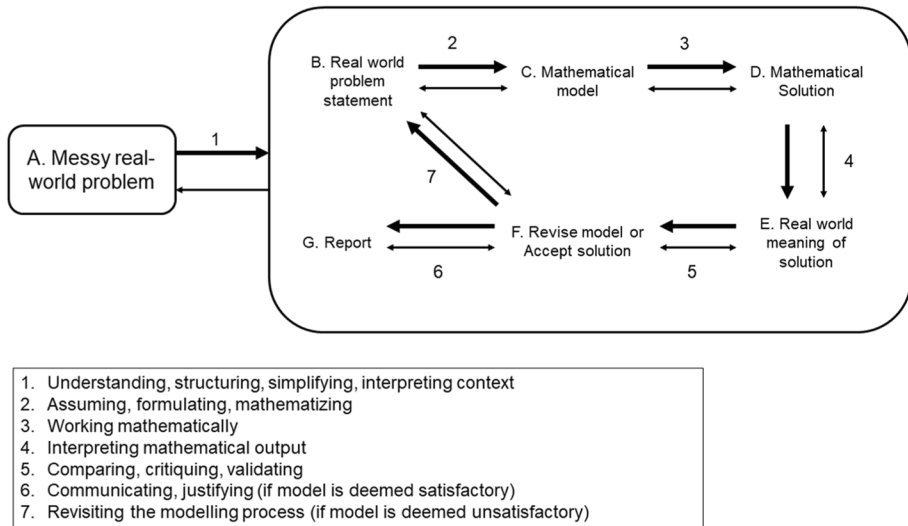 1
A. Messy real-
world problem
2
3
B. Real world
problem
statement
C. Mathematical
model
D. Mathematical
Solution
4
7
G. Report
F. Revise model or
Accept solution
E. Real world
meaning of
solution
6
5
1. Understanding, structuring, simplifying, interpreting context
2. Assuming, formulating, mathematizing
3. Working mathematically
4. Interpreting mathematical output
5. Comparing, critiquing, validating
6. Communicating, justifying (if model is deemed satisfactory)
7. Revisiting the modelling process (if model is deemed unsatisfactory)